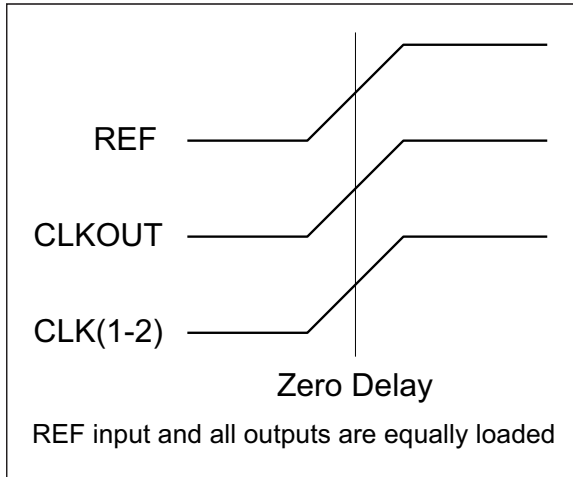 REF
CLKOUT
CLK(1-2)
Zero Delay
REF input and all outputs are equally loaded